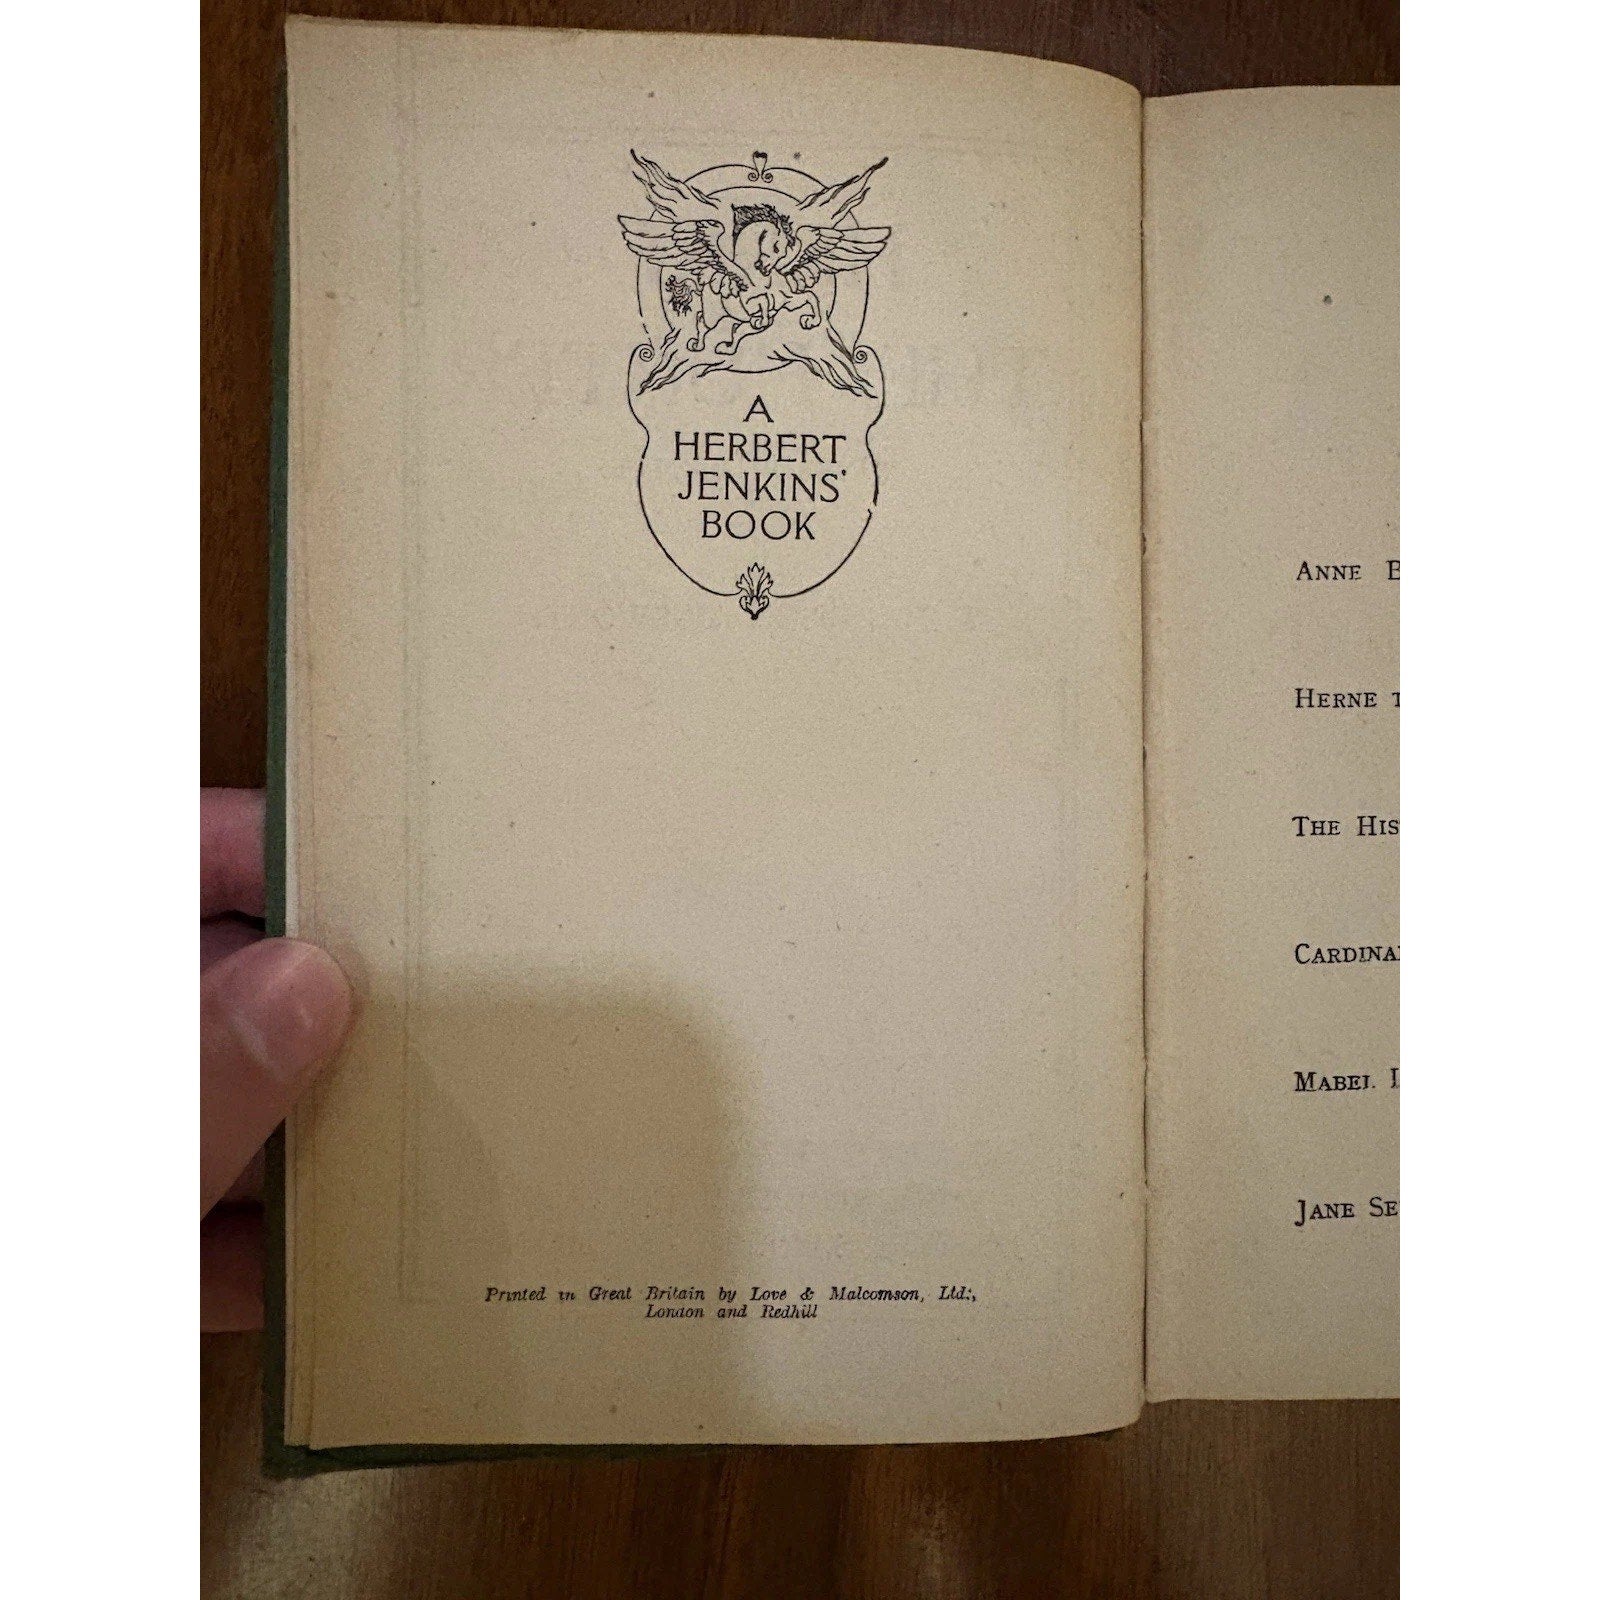 A
HERBERT
JENKINS'
BOOK
Printed in Great Britain by Love & Malcomson, Ltd.,
London and Redhill
ANNE B
HERNE T
THE HIS
CARDINAL
MABEL L
JANE SE